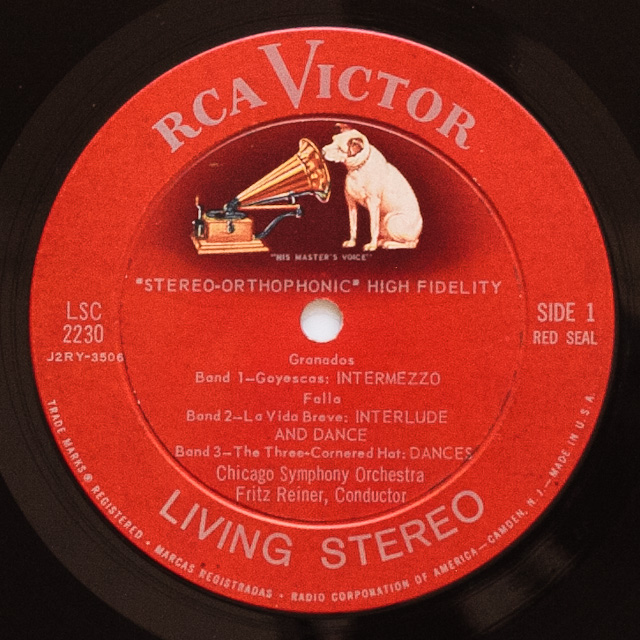 RCA VICTOR
"HIS MASTER'S VOICE"
"STEREO-ORTHOPHONIC" HIGH FIDELITY
LSC
2230
J2RY-3506
SIDE 1
RED SEAL
Granados
Band 1—Goyescas: INTERMEZZO
Falla
Band 2—La Vida Breve: INTERLUDE
AND DANCE
Band 3—The Three-Cornered Hat: DANCES
Chicago Symphony Orchestra
Fritz Reiner, Conductor
LIVING STEREO
TRADE MARKS ® REGISTERED • MARCAS REGISTRADAS • RADIO CORPORATION OF AMERICA—CAMDEN, N. J.—MADE IN U.S.A.